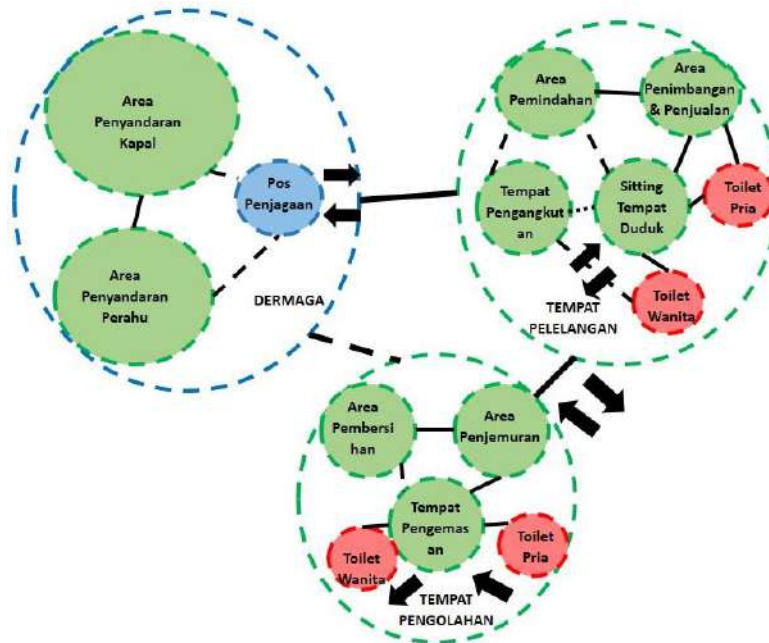 Area
Penyandaran
Kapal
Pos
Penjagaan
Area
Penyandaran
Perahu
DERMAGA
Area
Pemindahan
Area
Penimbangan
& Penjualan
Tempat
Pengangkut
an
Sitting
Tempat
Duduk
Toilet
Pria
Toilet
Wanita
TEMPAT
PELELANGAN
Area
Pembersi
han
Area
Penjemuran
Tempat
Pengemas
an
Toilet
Wanita
Toilet
Pria
TEMPAT
PENGOLAHAN